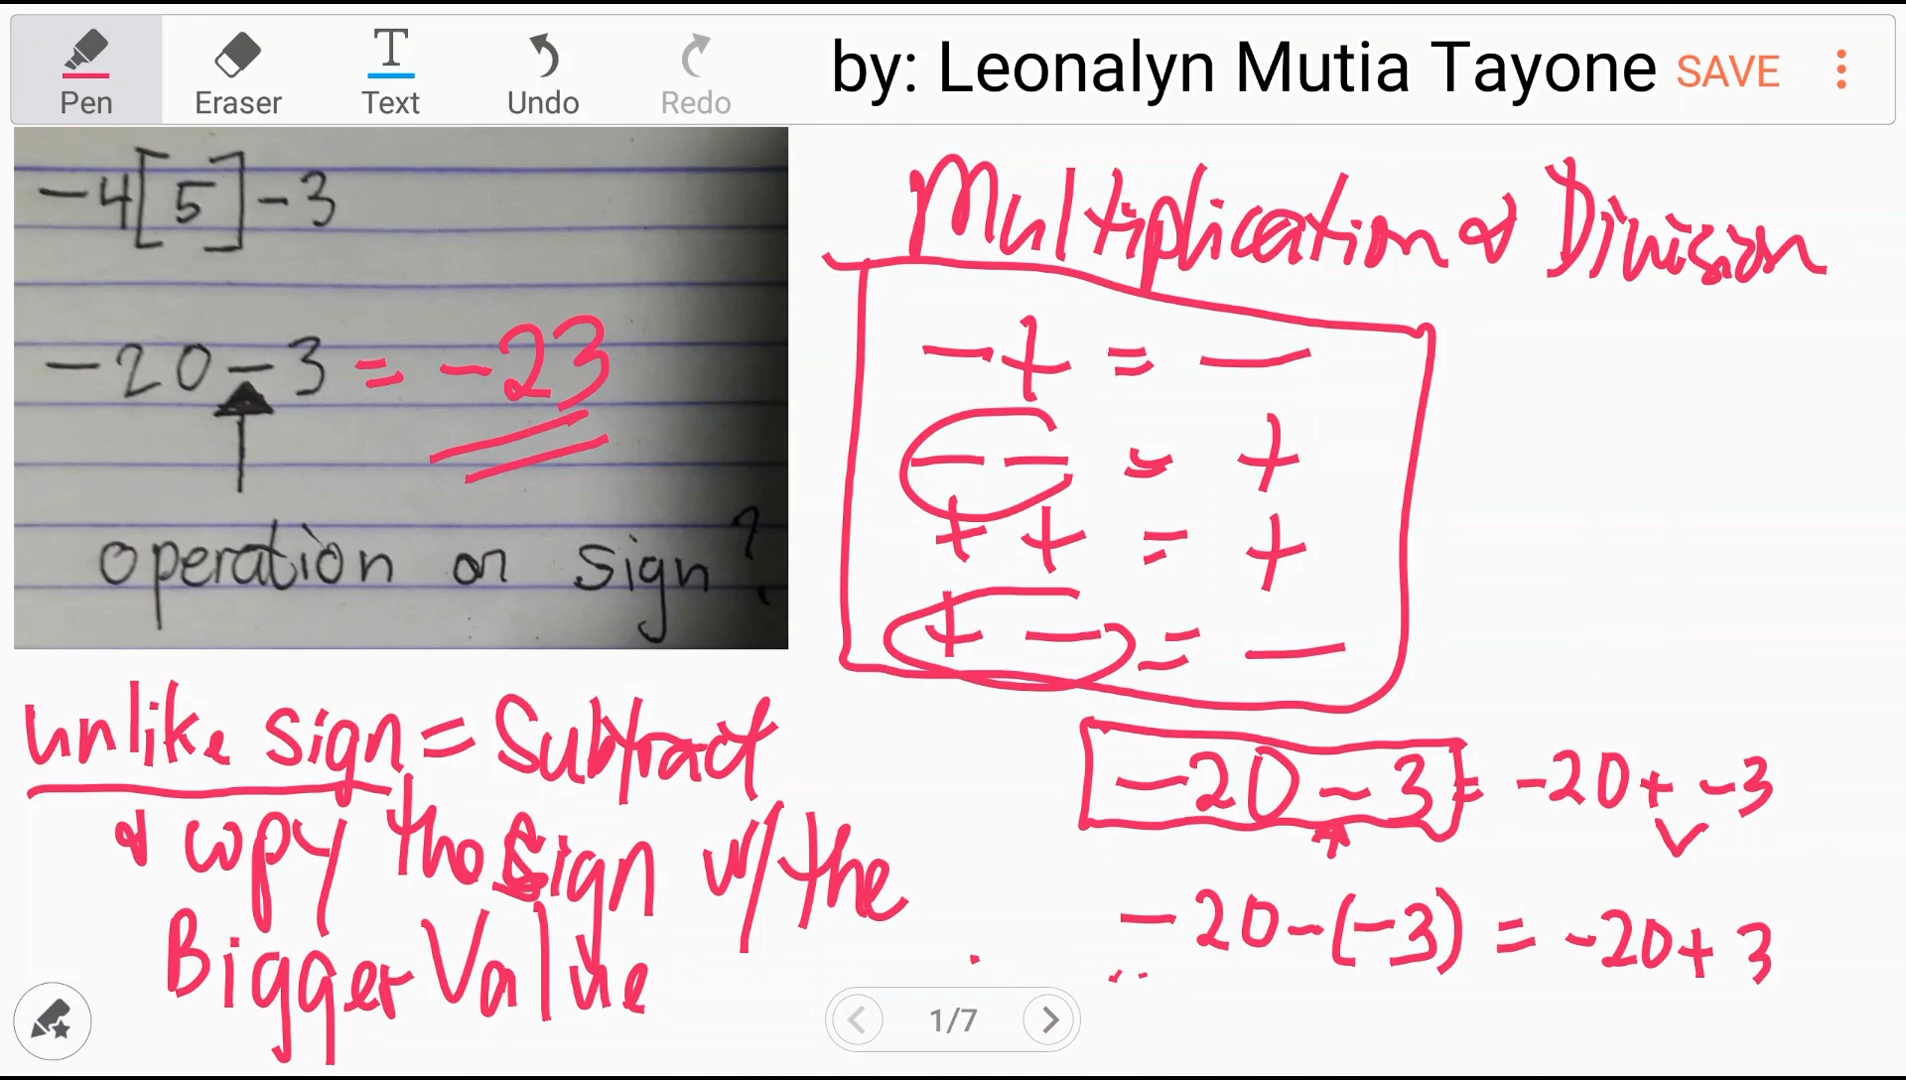 Pen Eraser Text Undo Redo by: Leonalyn Mutia Tayone SAVE
-4[5]-3
-20-3 = -23
operation or sign?
Multiplication & Division
- + = -
- - = +
+ + = +
+ - = -
unlike sign = Subtract
& copy the sign w/ the
Bigger Value
-20-3 = -20+ -3
-20-(-3) = -20+3
1/7